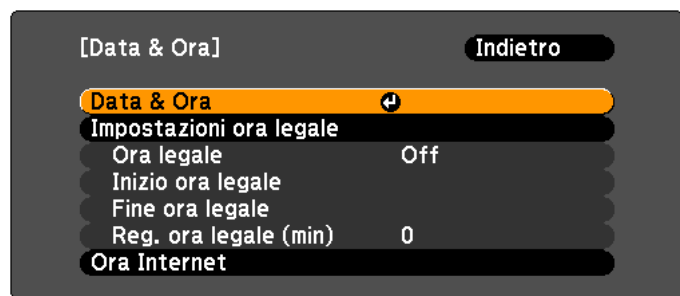 [Data & Ora] Indietro
Data & Ora
Impostazioni ora legale
Ora legale Off
Inizio ora legale
Fine ora legale
Reg. ora legale (min) 0
Ora Internet